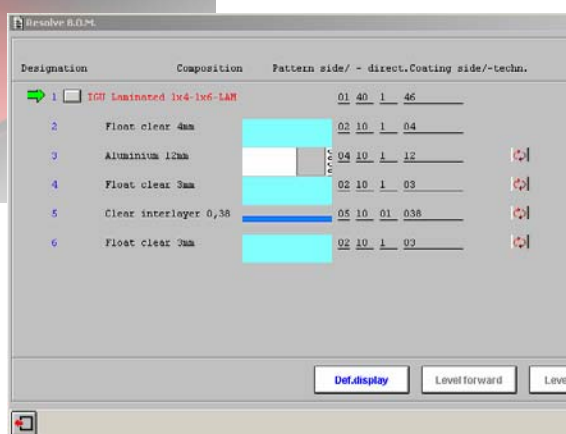 Resolve B.O.M.
Designation Composition Pattern side/ - direct.Coating side/-techn.
1 IGU Laminated 1x4-1x6-LAM 01 40 1 46
2 Float clear 4mm 02 10 1 04
3 Aluminium 12mm 04 10 1 12
4 Float clear 3mm 02 10 1 03
5 Clear interlayer 0,38 05 10 01 038
6 Float clear 3mm 02 10 1 03
Def.display Level forward Leve